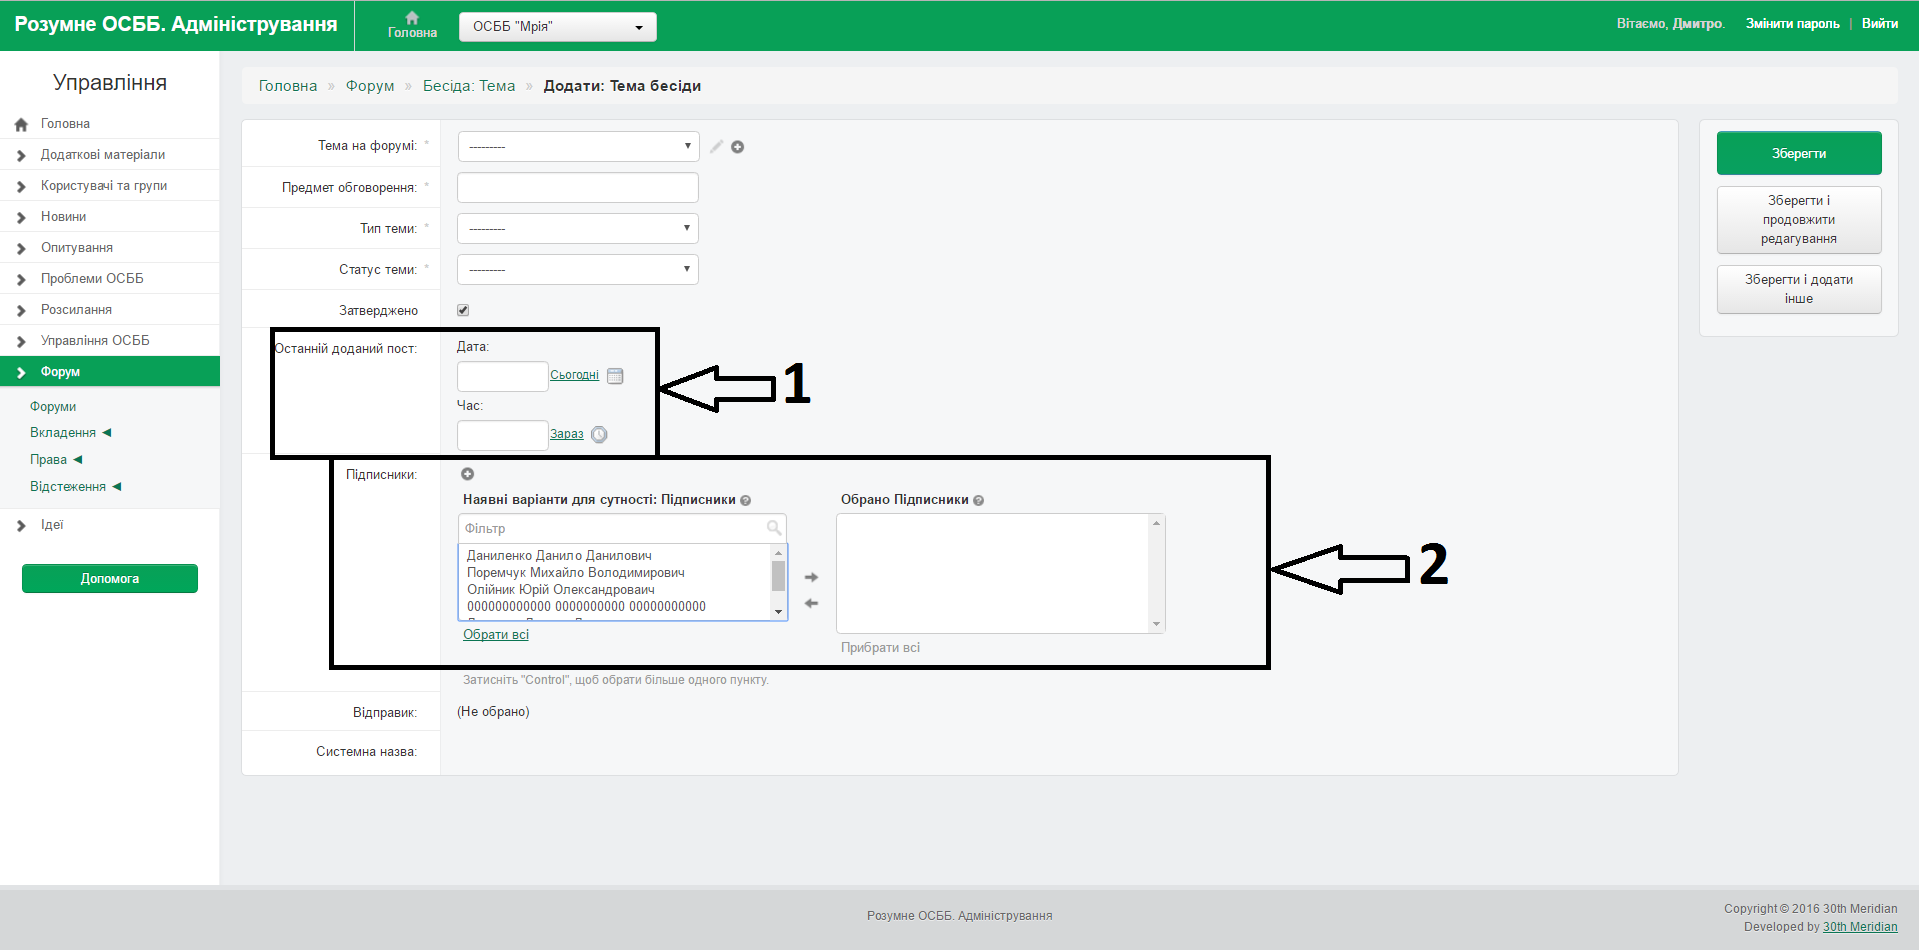 Розумне ОСББ. Адміністрування
Головна
ОСББ "Мрія"
Вітаємо, Дмитро. Змінити пароль | Вийти
Управління
Головна
Додаткові матеріали
Користувачі та групи
Новини
Опитування
Проблеми ОСББ
Розсилання
Управління ОСББ
Форум
Форуми
Вкладення
Права
Відстеження
Ідеї
Допомога
Головна » Форум » Бесіда: Тема » Додати: Тема бесіди
Тема на форумі: * ---------
Предмет обговорення: *
Тип теми: * ---------
Статус теми: * ---------
Затверджено
Останній доданий пост:
Дата:
Сьогодні
Час:
Зараз
1
Підписники:
Наявні варіанти для сутності: Підписники
Фільтр
Даниленко Данило Данилович
Поремчук Михайло Володимирович
Олійник Юрій Олександроваич
000000000000 0000000000 00000000000
Обрати всі
Обрано Підписники
Прибрати всі
2
Затисніть "Control", щоб обрати більше одного пункту.
Відправик: (Не обрано)
Системна назва:
Зберегти
Зберегти і
продовжити
редагування
Зберегти і додати
інше
Розумне ОСББ. Адміністрування
Copyright © 2016 30th Meridian
Developed by 30th Meridian